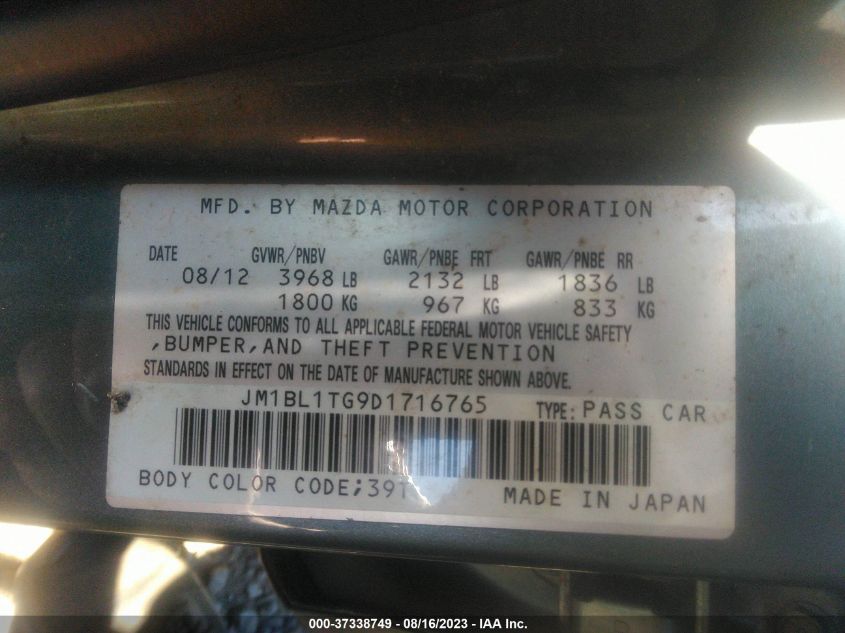 MFD. BY MAZDA MOTOR CORPORATION
DATE GVWR/PNBV GAWR/PNBE FRT GAWR/PNBE RR
08/12 3968 LB 2132 LB 1836 LB
1800 KG 967 KG 833 KG
THIS VEHICLE CONFORMS TO ALL APPLICABLE FEDERAL MOTOR VEHICLE SAFETY
,BUMPER,AND THEFT PREVENTION
STANDARDS IN EFFECT ON THE DATE OF MANUFACTURE SHOWN ABOVE.
JM1BL1TG9D1716765 TYPE: PASS CAR
BODY COLOR CODE;39T
MADE IN JAPAN
000-37338749 - 08/16/2023 - IAA Inc.